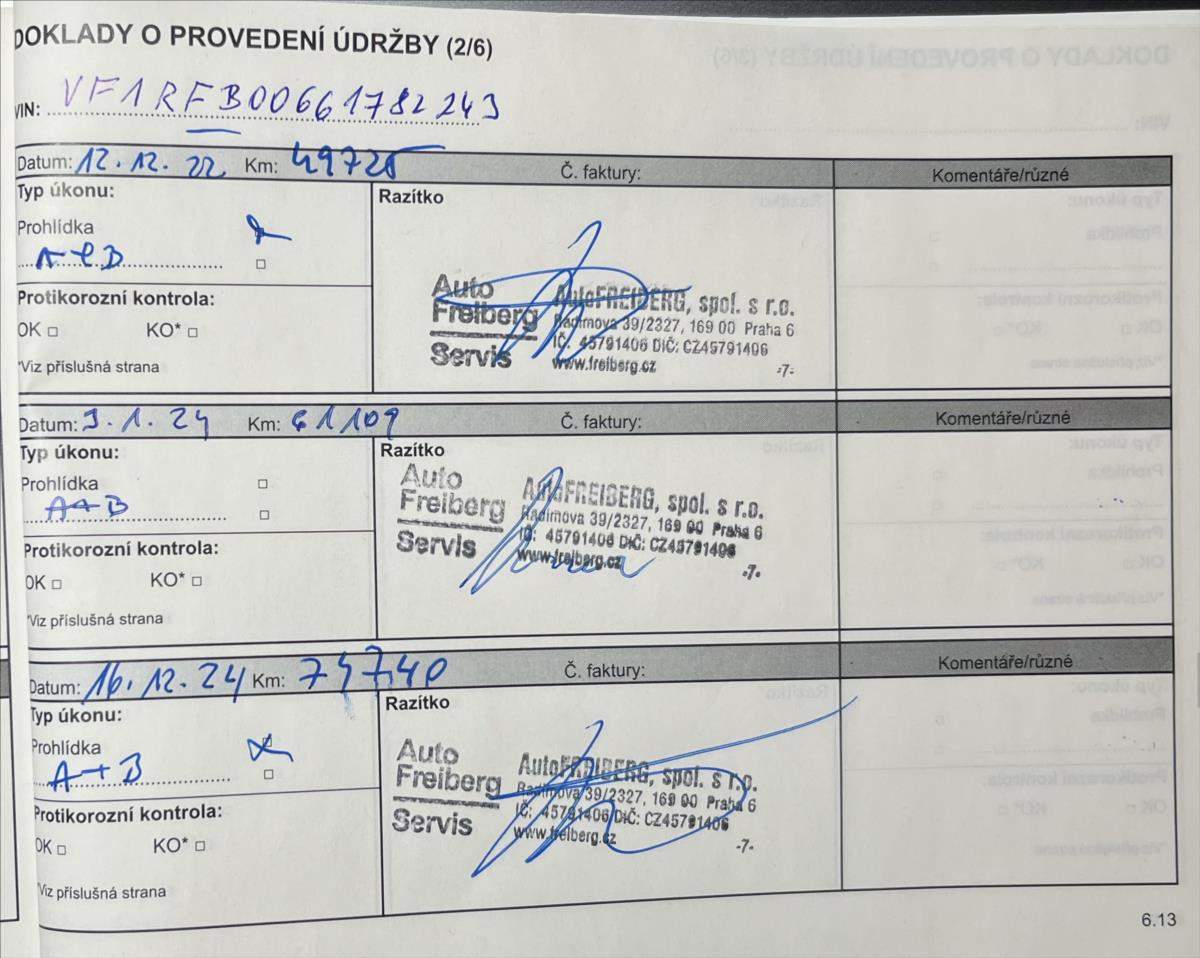 DOKLADY O PROVEDENÍ ÚDRŽBY (2/6)
VIN: VF1RFB00661782243
Datum: 12.12.22 Km: 49725 Č. faktury: Komentáře/různé
Typ úkonu:
Razítko
Prohlídka
A+B
Protikorozní kontrola:
OK KO*
*Viz příslušná strana
Auto
Freiberg
Servis
AutoFREIBERG, spol. s r.o.
Radimova 39/2327, 169 00 Praha 6
IČ: 45791406 DIČ: CZ45791406
www.freiberg.cz
-7-
Datum: 3.1.24 Km: 61109 Č. faktury: Komentáře/různé
Typ úkonu:
Razítko
Prohlídka
A+B
Protikorozní kontrola:
OK KO*
*Viz příslušná strana
Auto
Freiberg
Servis
AutoFREIBERG, spol. s r.o.
Radimova 39/2327, 169 00 Praha 6
IČ: 45791406 DIČ: CZ45791406
www.freiberg.cz
-7-
Datum: 16.12.24 Km: 74740 Č. faktury: Komentáře/různé
Typ úkonu:
Razítko
Prohlídka
A+B
Protikorozní kontrola:
OK KO*
*Viz příslušná strana
Auto
Freiberg
Servis
AutoFREIBERG, spol. s r.o.
Radimova 39/2327, 169 00 Praha 6
IČ: 45791406 DIČ: CZ45791406
www.freiberg.cz
-7-
6.13